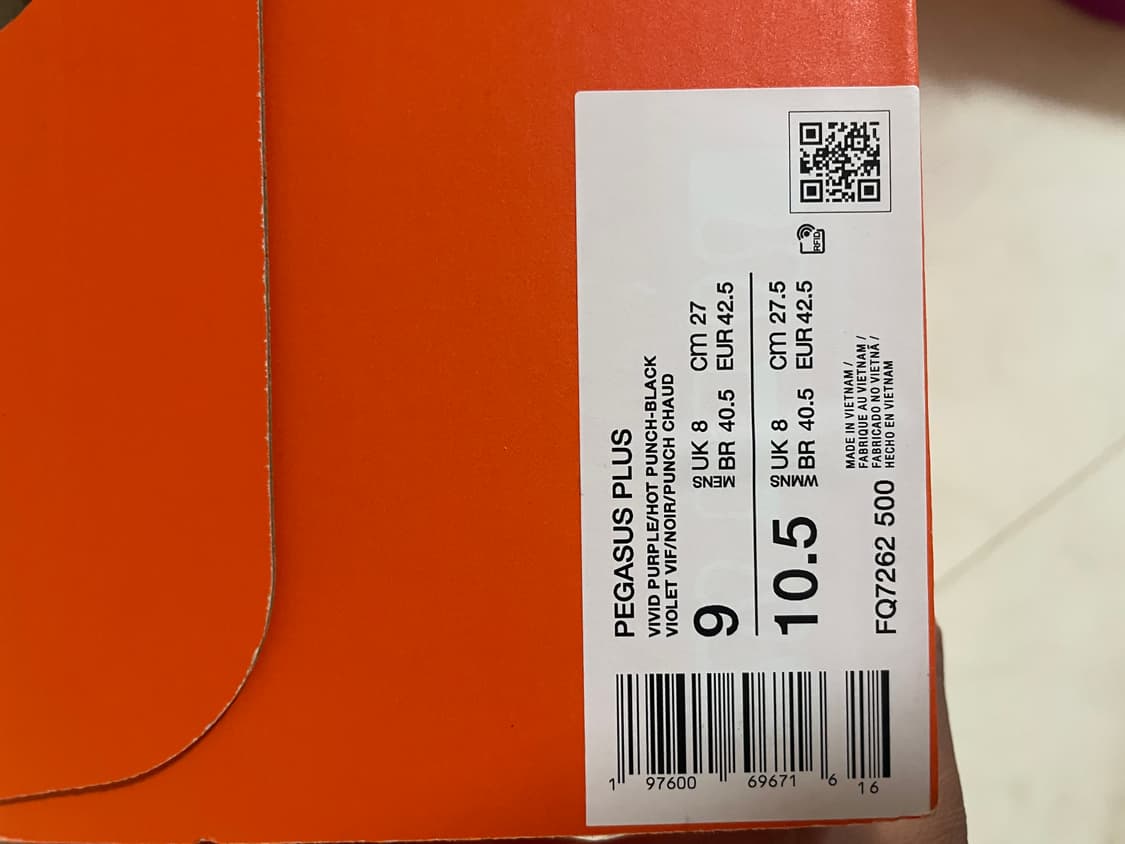 PEGASUS PLUS
VIVID PURPLE/HOT PUNCH-BLACK
VIOLET VIF/NOIR/PUNCH CHAUD
9
MENS
UK 8 cm 27
BR 40.5 EUR 42.5
10.5
WMNS
UK 8 cm 27.5
BR 40.5 EUR 42.5
RFID
FQ7262 500
MADE IN VIETNAM /
FABRIQUE AU VIETNAM /
FABRICADO NO VIETNÃ /
HECHO EN VIETNAM
1 97600 69671 6
16